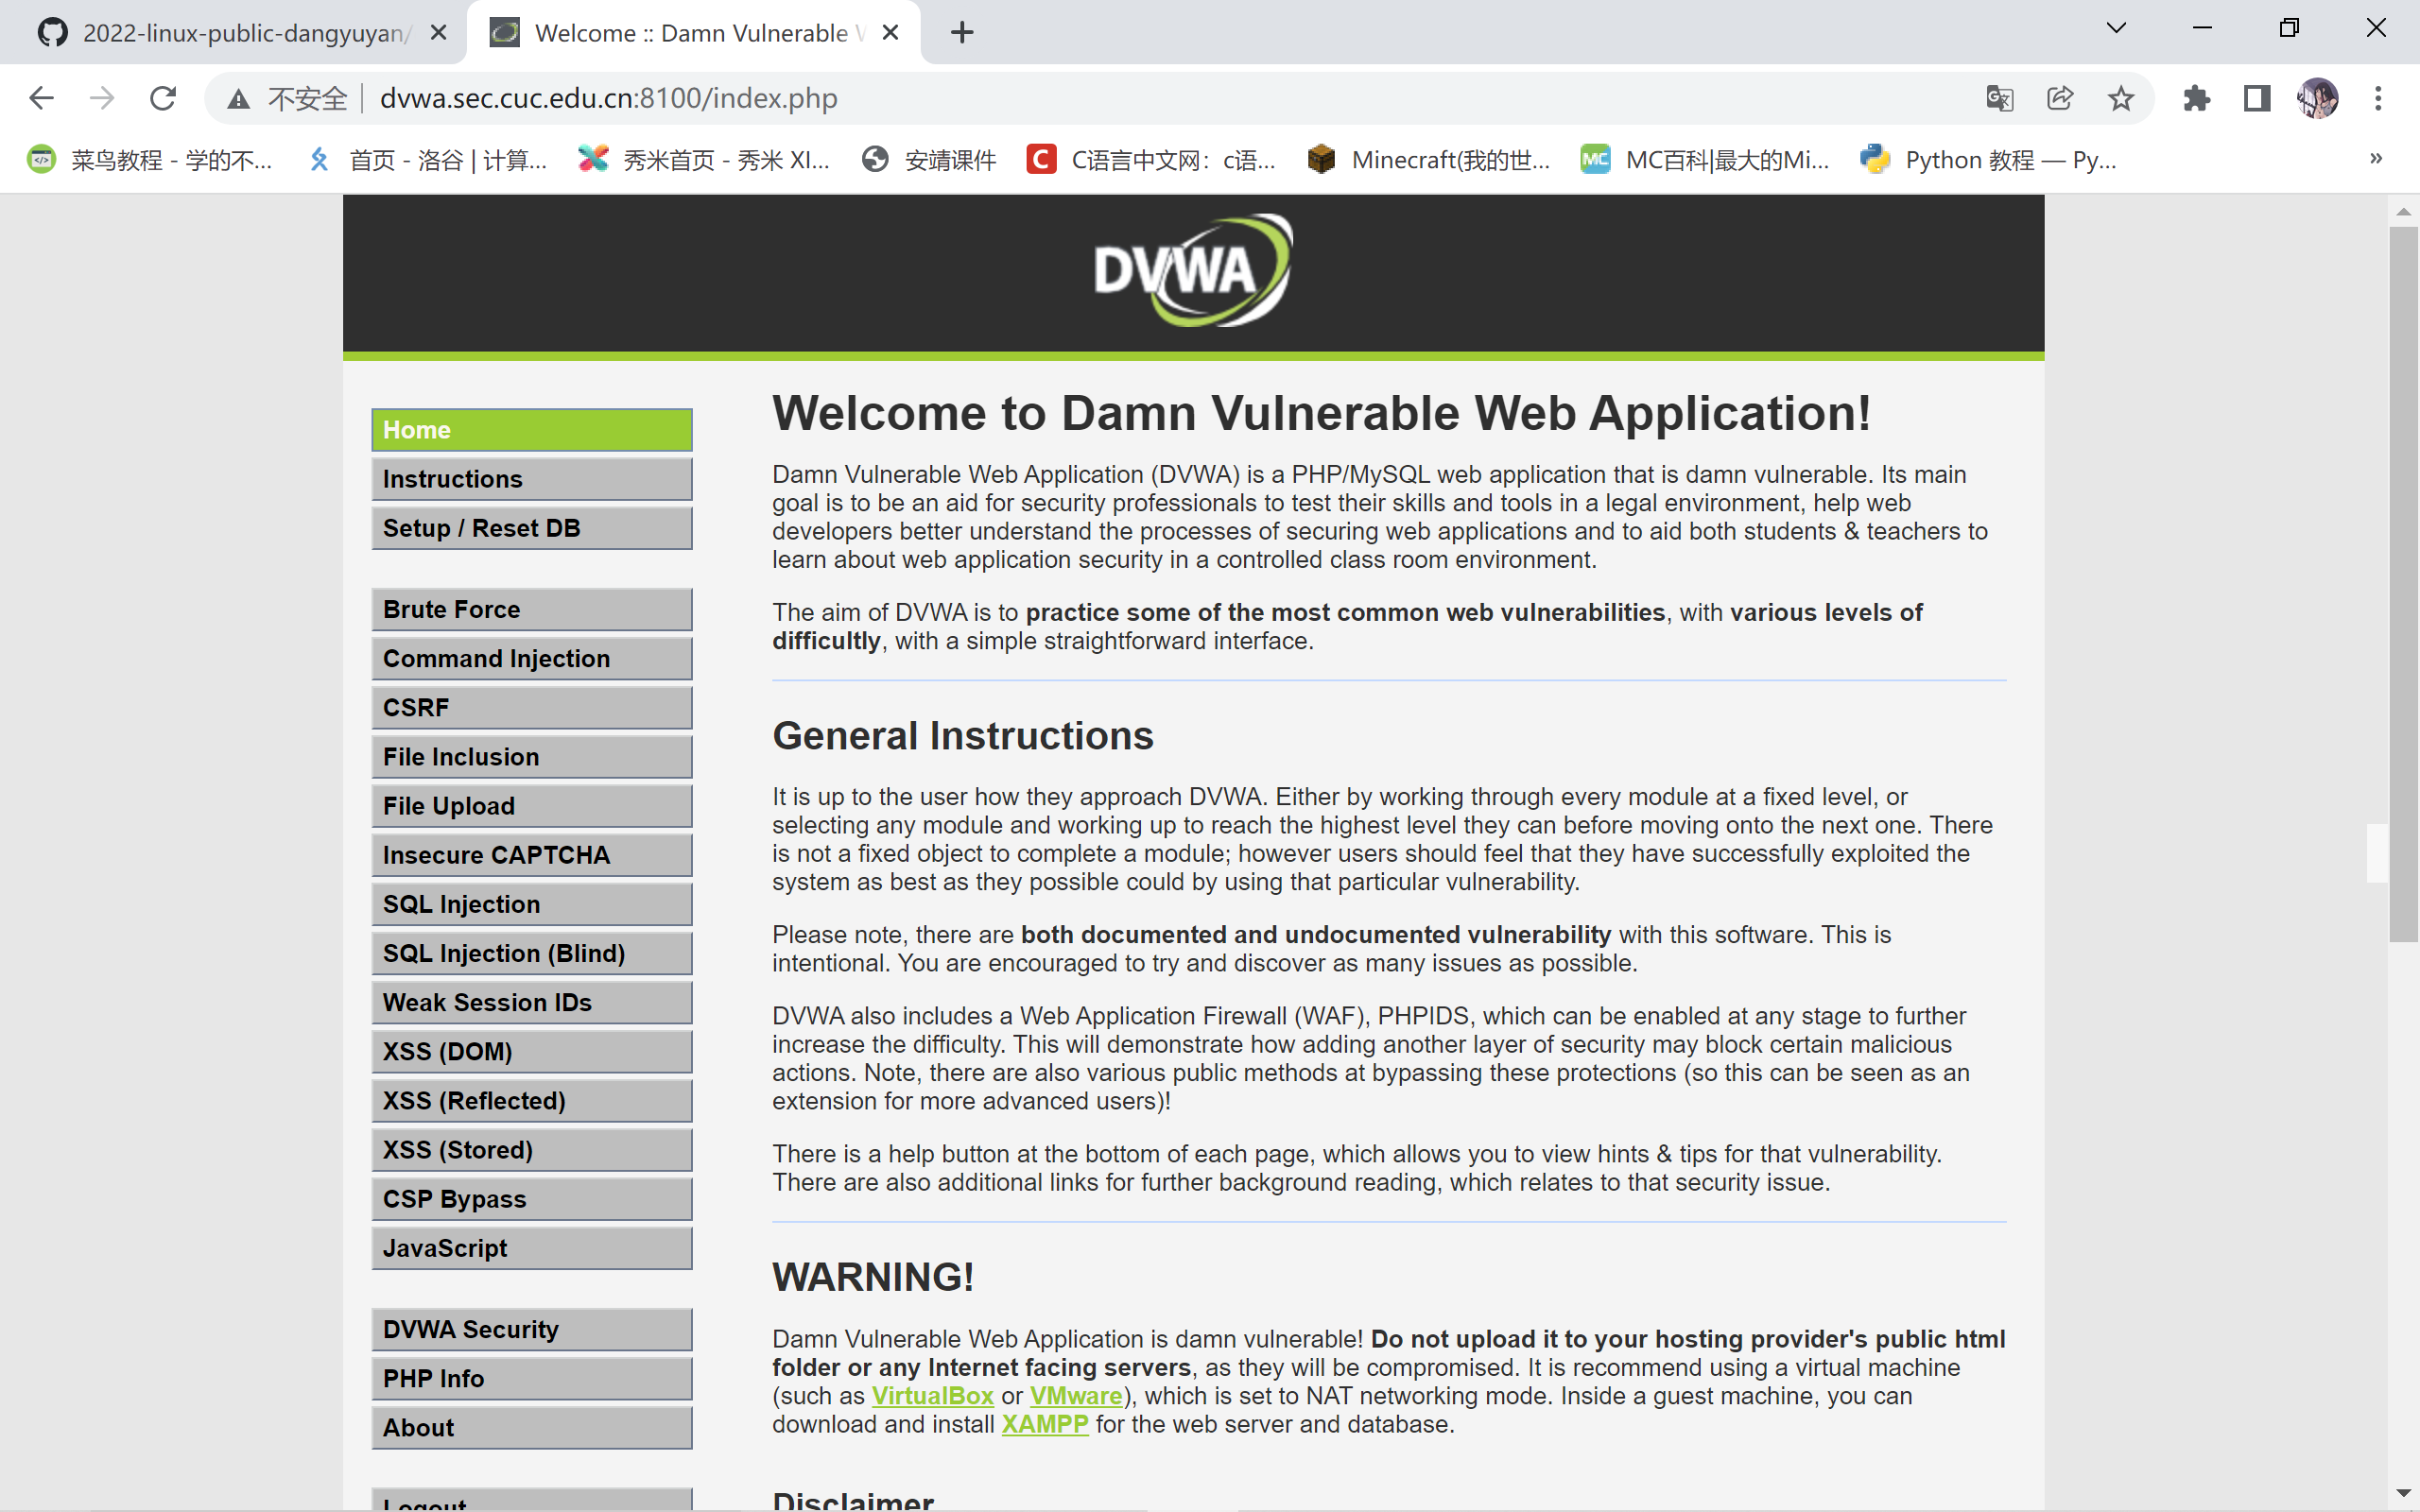 2022-linux-public-dangyuyan/
Welcome :: Damn Vulnerable
不安全
dvwa.sec.cuc.edu.cn:8100/index.php
菜鸟教程 - 学的不...
首页 - 洛谷 | 计算...
秀米首页 - 秀米 XI...
安靖课件
C语言中文网：c语...
Minecraft(我的世...
MC百科|最大的Mi...
Python 教程 — Py...
»
DVWA
Home
Instructions
Setup / Reset DB
Brute Force
Command Injection
CSRF
File Inclusion
File Upload
Insecure CAPTCHA
SQL Injection
SQL Injection (Blind)
Weak Session IDs
XSS (DOM)
XSS (Reflected)
XSS (Stored)
CSP Bypass
JavaScript
DVWA Security
PHP Info
About
Logout
Welcome to Damn Vulnerable Web Application!
Damn Vulnerable Web Application (DVWA) is a PHP/MySQL web application that is damn vulnerable. Its main
goal is to be an aid for security professionals to test their skills and tools in a legal environment, help web
developers better understand the processes of securing web applications and to aid both students & teachers to
learn about web application security in a controlled class room environment.
The aim of DVWA is to practice some of the most common web vulnerabilities, with various levels of
difficultly, with a simple straightforward interface.
General Instructions
It is up to the user how they approach DVWA. Either by working through every module at a fixed level, or
selecting any module and working up to reach the highest level they can before moving onto the next one. There
is not a fixed object to complete a module; however users should feel that they have successfully exploited the
system as best as they possible could by using that particular vulnerability.
Please note, there are both documented and undocumented vulnerability with this software. This is
intentional. You are encouraged to try and discover as many issues as possible.
DVWA also includes a Web Application Firewall (WAF), PHPIDS, which can be enabled at any stage to further
increase the difficulty. This will demonstrate how adding another layer of security may block certain malicious
actions. Note, there are also various public methods at bypassing these protections (so this can be seen as an
extension for more advanced users)!
There is a help button at the bottom of each page, which allows you to view hints & tips for that vulnerability.
There are also additional links for further background reading, which relates to that security issue.
WARNING!
Damn Vulnerable Web Application is damn vulnerable! Do not upload it to your hosting provider's public html
folder or any Internet facing servers, as they will be compromised. It is recommend using a virtual machine
(such as VirtualBox or VMware), which is set to NAT networking mode. Inside a guest machine, you can
download and install XAMPP for the web server and database.
Disclaimer